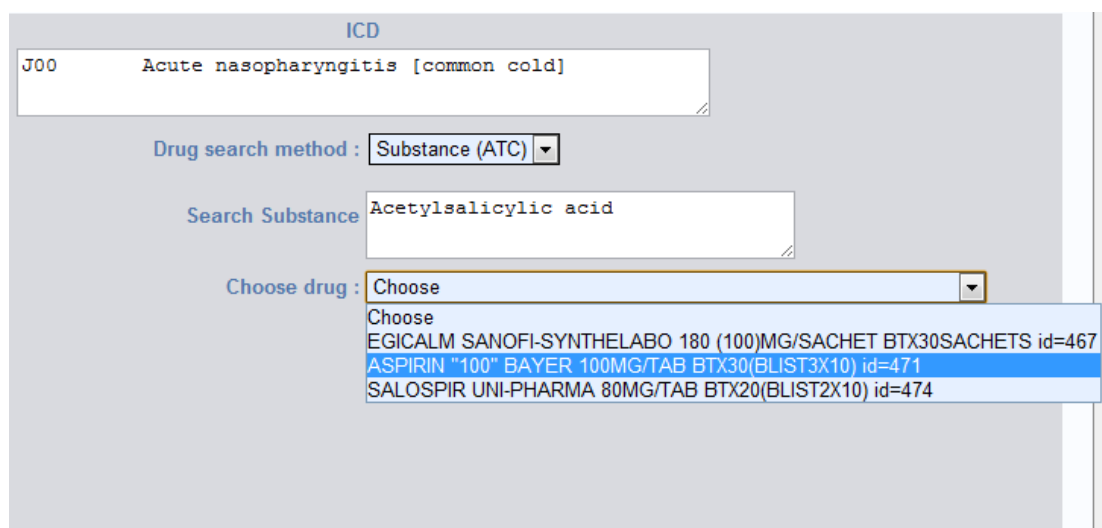 ICD
J00 Acute nasopharyngitis [common cold]
Drug search method : Substance (ATC)
Search Substance Acetylsalicylic acid
Choose drug : Choose
Choose
EGICALM SANOFI-SYNTHELABO 180 (100)MG/SACHET BTX30SACHETS id=467
ASPIRIN "100" BAYER 100MG/TAB BTX30(BLIST3X10) id=471
SALOSPIR UNI-PHARMA 80MG/TAB BTX20(BLIST2X10) id=474